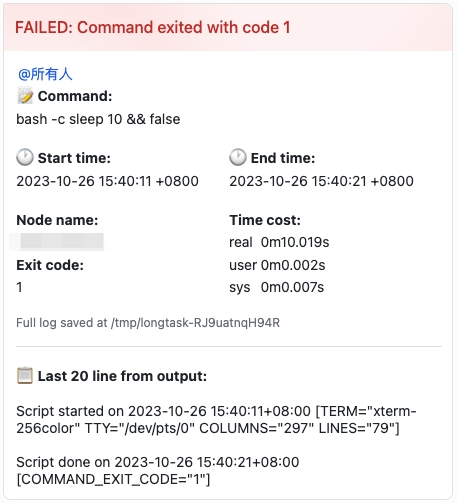 FAILED: Command exited with code 1
@所有人
Command:
bash -c sleep 10 && false
Start time:
2023-10-26 15:40:11 +0800
End time:
2023-10-26 15:40:21 +0800
Node name:
Time cost:
real 0m10.019s
user 0m0.002s
sys 0m0.007s
Exit code:
1
Full log saved at /tmp/longtask-RJ9uatnqH94R
Last 20 line from output:
Script started on 2023-10-26 15:40:11+08:00 [TERM="xterm-
256color" TTY="/dev/pts/0" COLUMNS="297" LINES="79"]
Script done on 2023-10-26 15:40:21+08:00
[COMMAND_EXIT_CODE="1"]